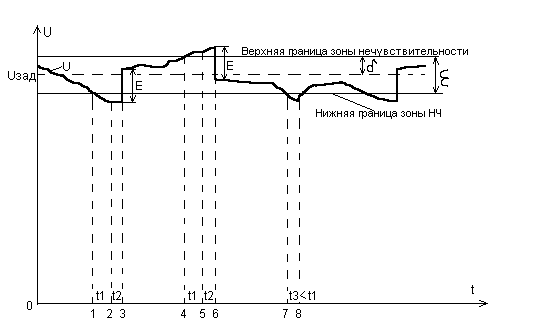 U
Верхняя граница зоны нечувствительности
U
Uзад
E
E
Нижняя граница зоны НЧ
t1 t2 t1 t2 t3<t1
t
0
1 2 3 4 5 6 7 8